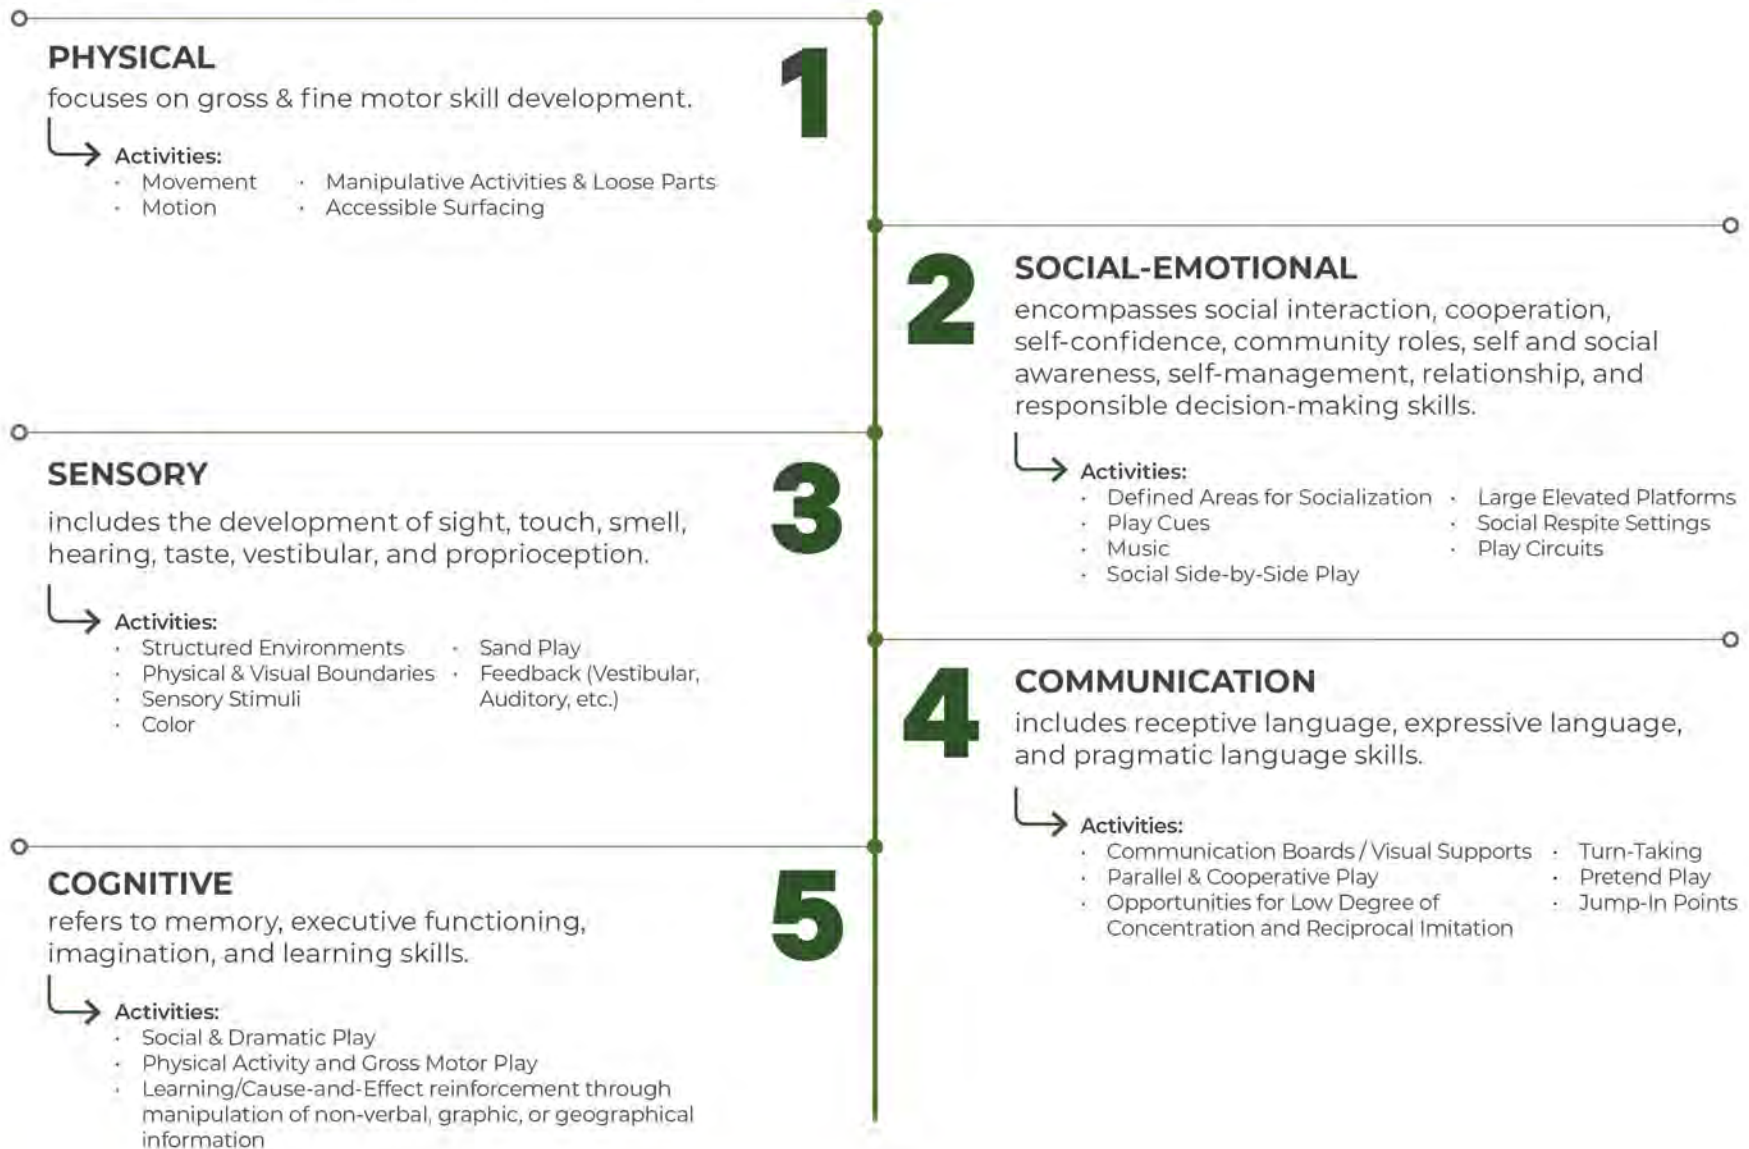 1
PHYSICAL
focuses on gross & fine motor skill development.
Activities:
· Movement
· Motion
· Manipulative Activities & Loose Parts
· Accessible Surfacing
2
SOCIAL-EMOTIONAL
encompasses social interaction, cooperation,
self-confidence, community roles, self and social
awareness, self-management, relationship, and
responsible decision-making skills.
Activities:
· Defined Areas for Socialization
· Play Cues
· Music
· Social Side-by-Side Play
· Large Elevated Platforms
· Social Respite Settings
· Play Circuits
3
SENSORY
includes the development of sight, touch, smell,
hearing, taste, vestibular, and proprioception.
Activities:
· Structured Environments
· Physical & Visual Boundaries
· Sensory Stimuli
· Color
· Sand Play
· Feedback (Vestibular,
Auditory, etc.)
4
COMMUNICATION
includes receptive language, expressive language,
and pragmatic language skills.
Activities:
· Communication Boards / Visual Supports
· Parallel & Cooperative Play
· Opportunities for Low Degree of
Concentration and Reciprocal Imitation
· Turn-Taking
· Pretend Play
· Jump-In Points
5
COGNITIVE
refers to memory, executive functioning,
imagination, and learning skills.
Activities:
· Social & Dramatic Play
· Physical Activity and Gross Motor Play
· Learning/Cause-and-Effect reinforcement through
manipulation of non-verbal, graphic, or geographical
information